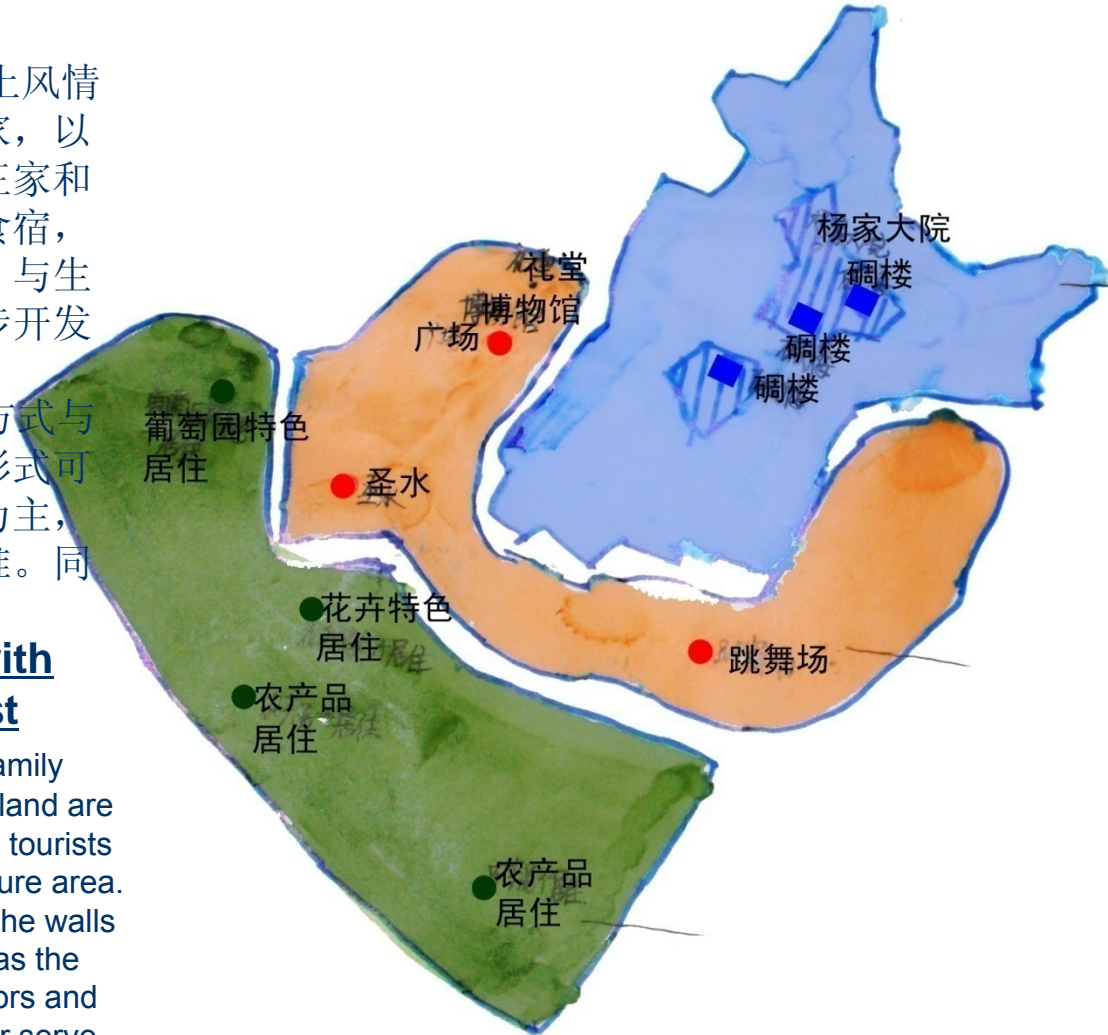 土风情
家，以
王家和
食宿，
与生
步开发
方式与
形式可
为主，
佳。同
with
st
amily
land are
tourists
ure area.
he walls
as the
ors and
r serve
杨家大院
碉楼
碉楼
碉楼
礼堂
博物馆
广场
葡萄园特色
居住
圣水
花卉特色
居住
跳舞场
农产品
居住
农产品
居住